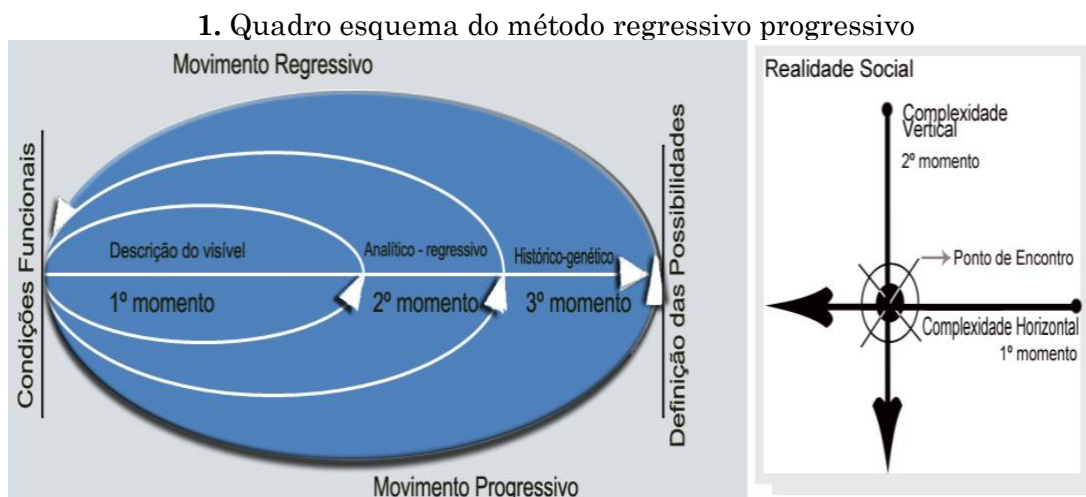 1. Quadro esquema do método regressivo progressivo
Movimento Regressivo
Condições Funcionais
Descrição do visível
Analítico - regressivo
Histórico-genético
1º momento
2º momento
3º momento
Definição das Possibilidades
Movimento Progressivo
Realidade Social
Complexidade
Vertical
2º momento
Ponto de Encontro
Complexidade Horizontal
1º momento